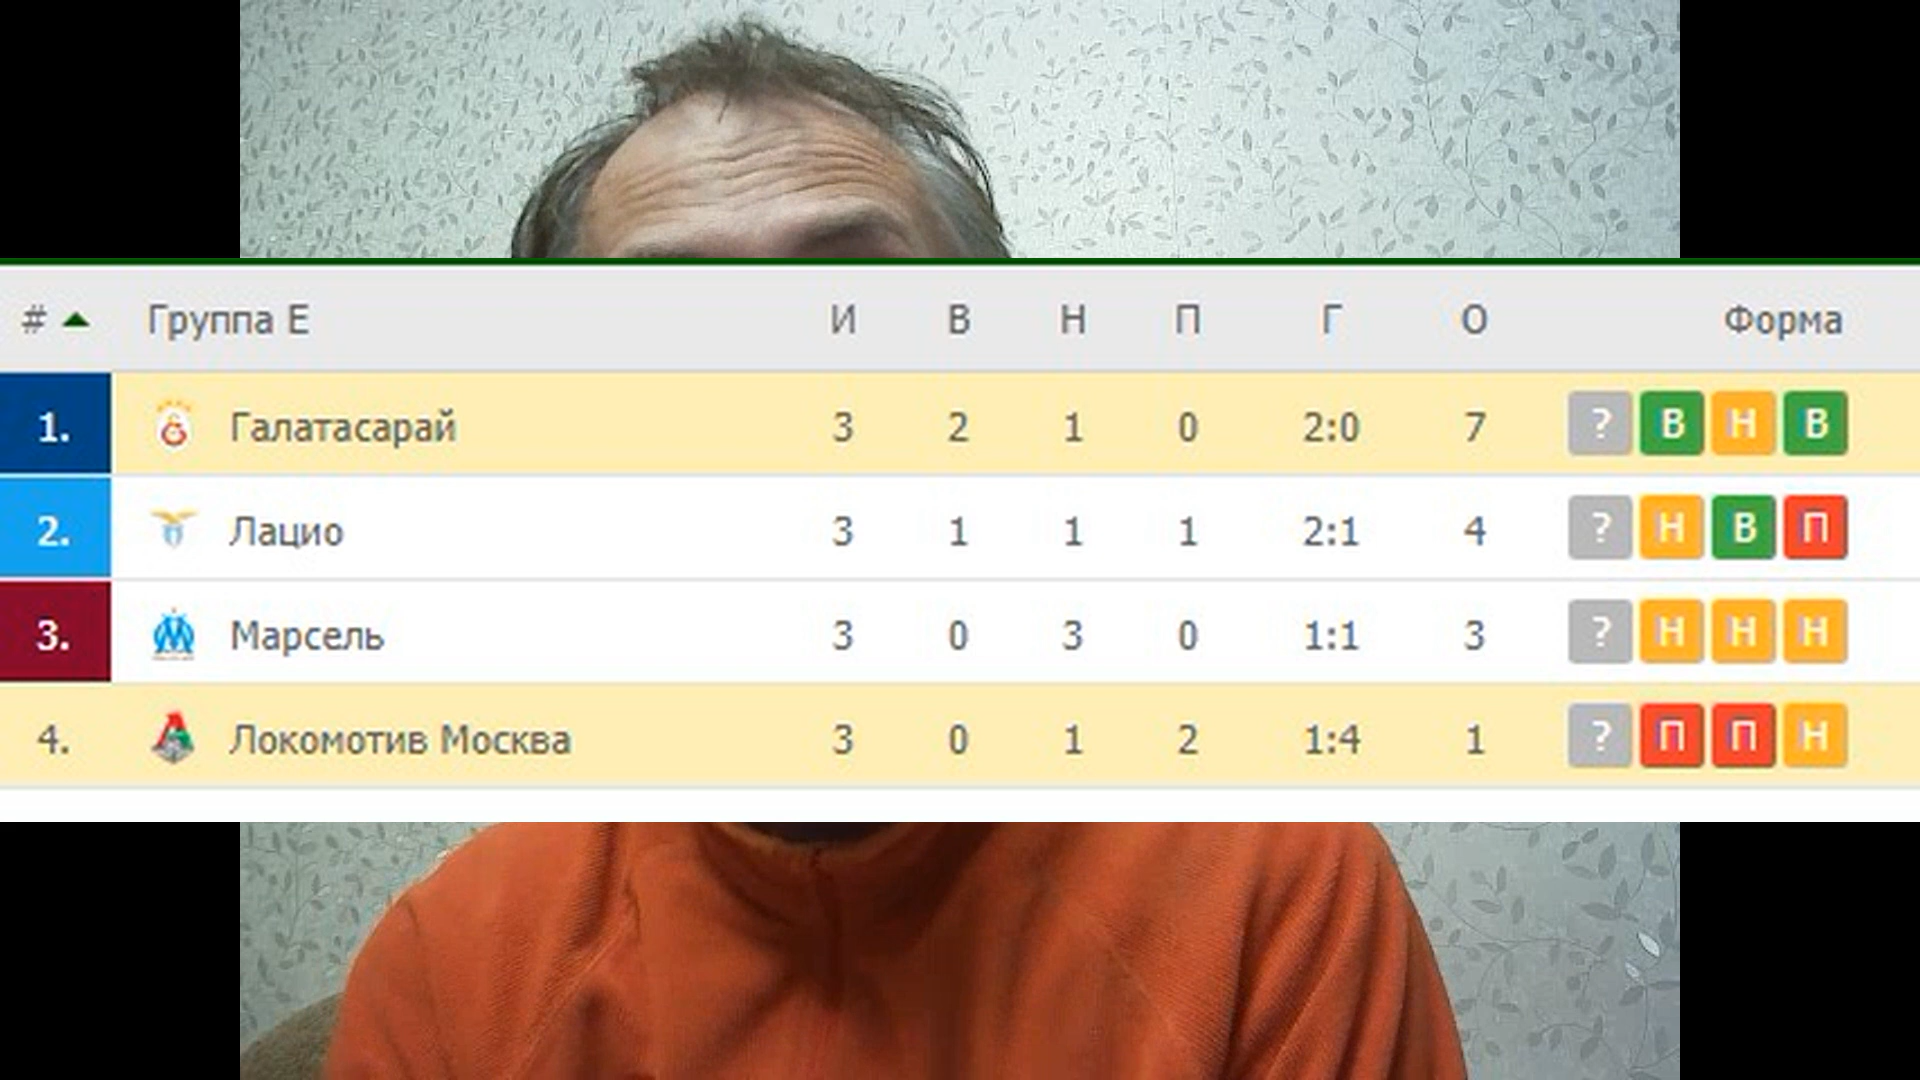 # Группа Е И В Н П Г О Форма
1. Галатасарай 3 2 1 0 2:0 7 ? В Н В
2. Лацио 3 1 1 1 2:1 4 ? Н В П
3. Марсель 3 0 3 0 1:1 3 ? Н Н Н
4. Локомотив Москва 3 0 1 2 1:4 1 ? П П Н